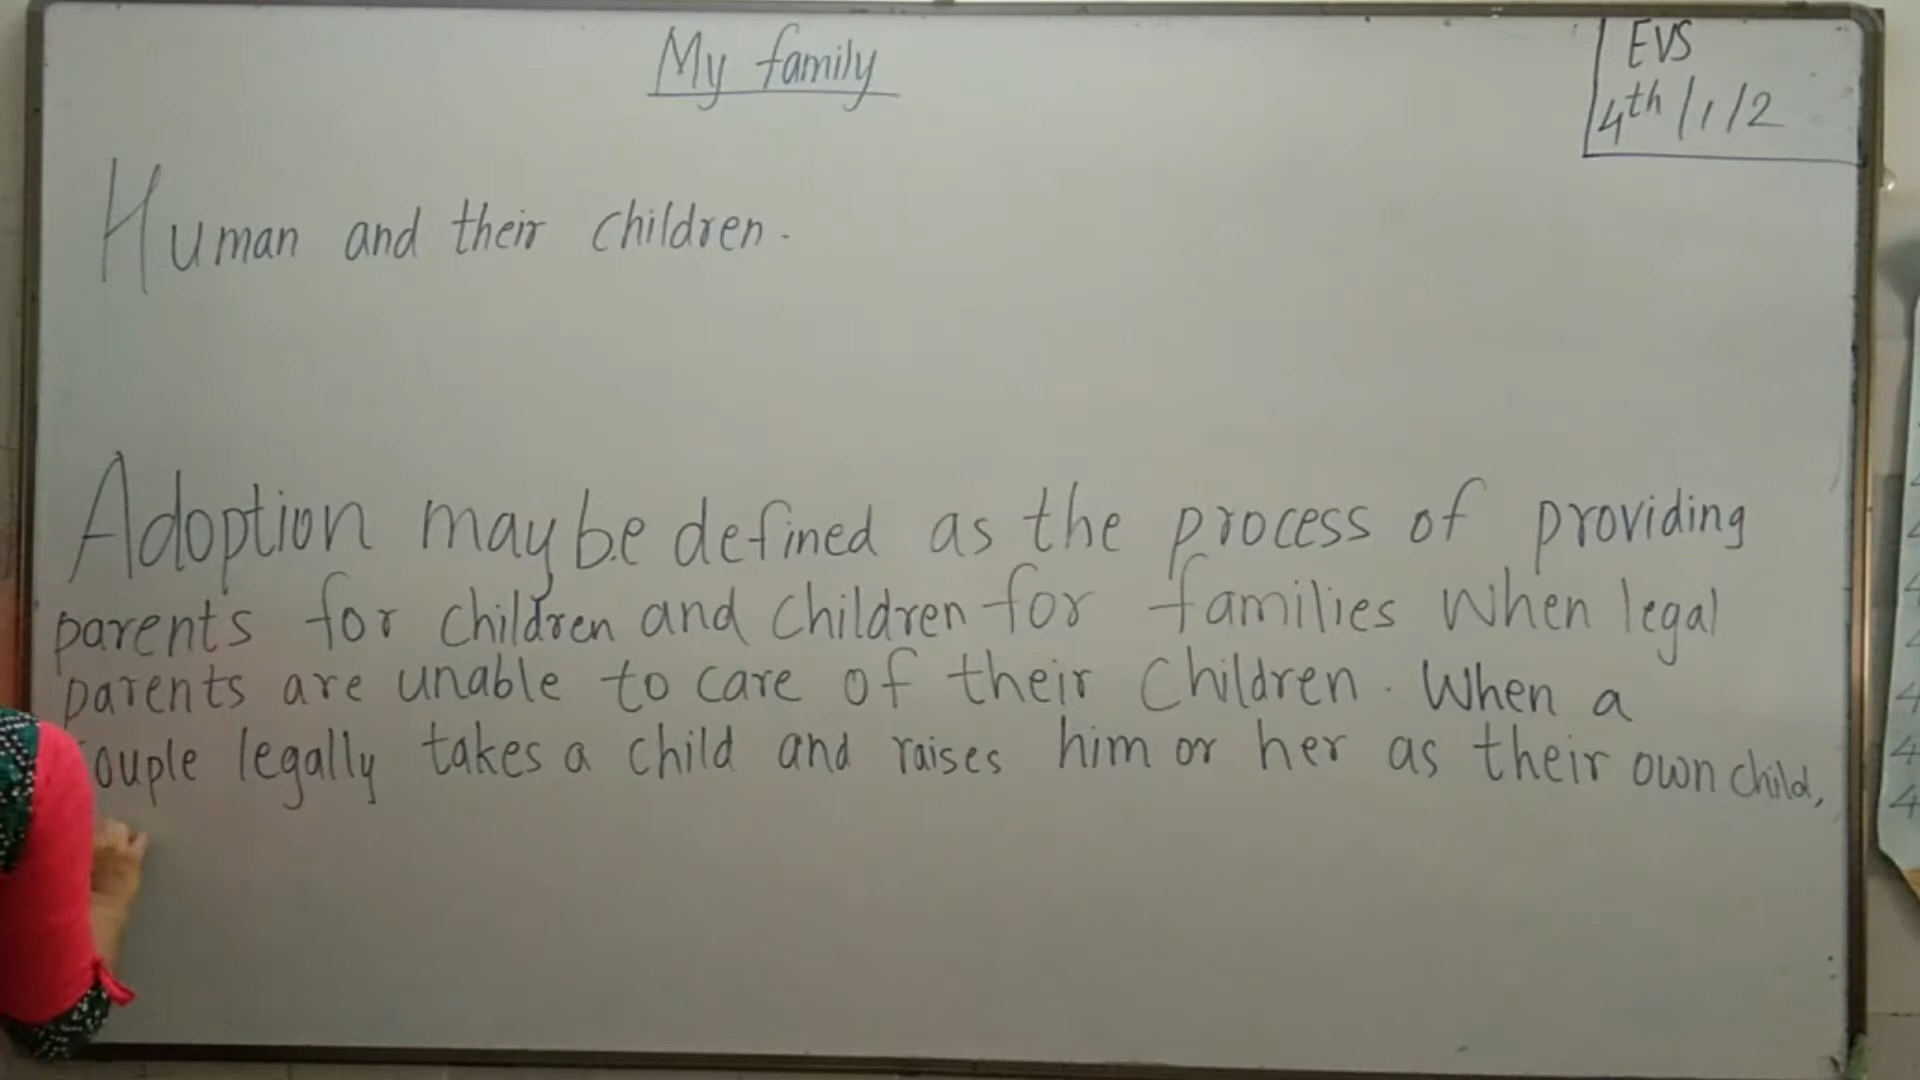 My family
EVS
4th/1/2
Human and their children.
Adoption may be defined as the process of providing
parents for children and children for families when legal
parents are unable to care of their children. When a
ouple legally takes a child and raises him or her as their own child,